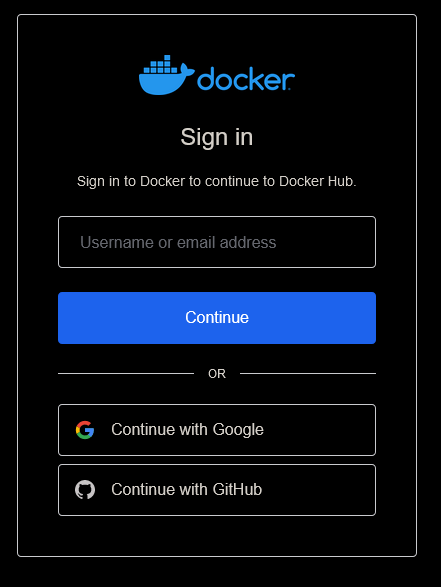 docker
Sign in
Sign in to Docker to continue to Docker Hub.
Username or email address
Continue
OR
Continue with Google
Continue with GitHub